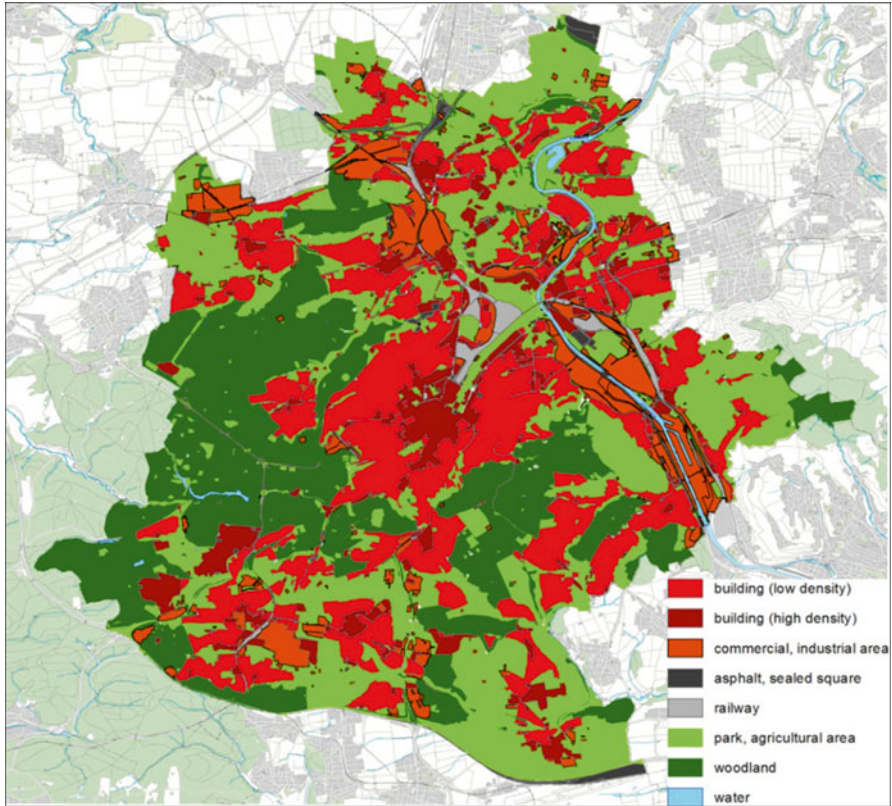 building (low density)
building (high density)
commercial, industrial area
asphalt, sealed square
railway
park, agricultural area
woodland
water